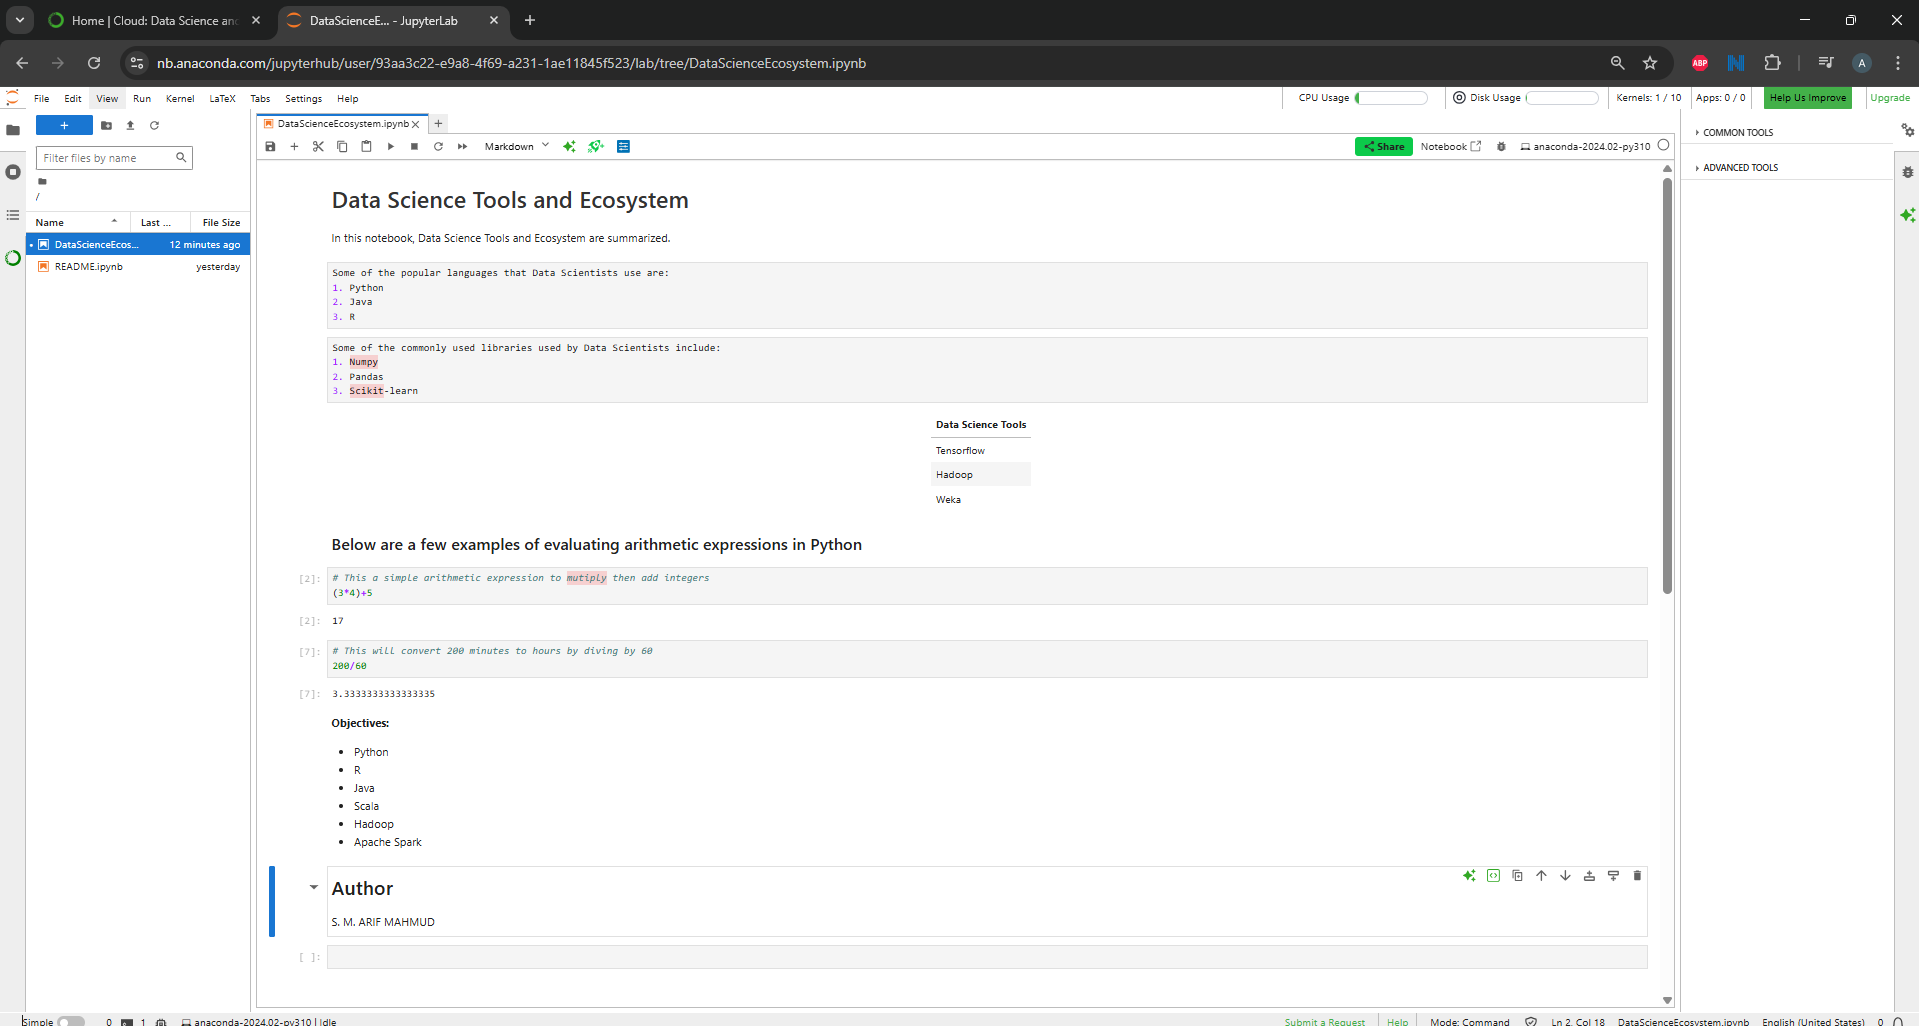 Home | Cloud: Data Science an
DataScienceE... - JupyterLab
nb.anaconda.com/jupyterhub/user/93aa3c22-e9a8-4f69-a231-1ae11845f523/lab/tree/DataScienceEcosystem.ipynb
ABP
N
A
File Edit View Run Kernel LaTeX Tabs Settings Help
CPU Usage Disk Usage Kernels: 1 / 10 Apps: 0 / 0 Help Us Improve Upgrade
Filter files by name
/
Name Last ... File Size
DataScienceEcos... 12 minutes ago
README.ipynb yesterday
DataScienceEcosystem.ipynb
Markdown
Share Notebook anaconda-2024.02-py310
COMMON TOOLS
ADVANCED TOOLS
Data Science Tools and Ecosystem
In this notebook, Data Science Tools and Ecosystem are summarized.
Some of the popular languages that Data Scientists use are:
1. Python
2. Java
3. R
Some of the commonly used libraries used by Data Scientists include:
1. Numpy
2. Pandas
3. Scikit-learn
Data Science Tools
Tensorflow
Hadoop
Weka
Below are a few examples of evaluating arithmetic expressions in Python
[2]: # This a simple arithmetic expression to mutiply then add integers
(3*4)+5
[2]: 17
[7]: # This will convert 200 minutes to hours by diving by 60
200/60
[7]: 3.3333333333333335
Objectives:
• Python
• R
• Java
• Scala
• Hadoop
• Apache Spark
Author
S. M. ARIF MAHMUD
[ ]:
Simple 0 1 anaconda-2024.02-py310 | Idle Submit a Request Help Mode: Command Ln 2, Col 18 DataScienceEcosystem.ipynb English (United States) 0